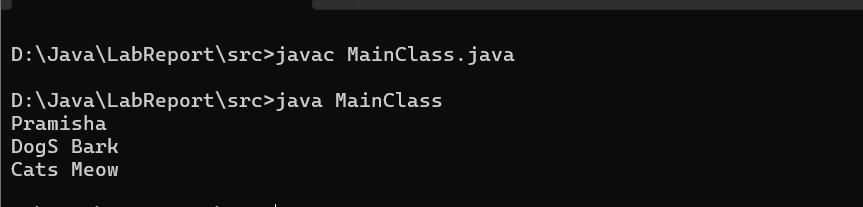 D:\Java\LabReport\src>javac MainClass.java
D:\Java\LabReport\src>java MainClass
Pramisha
DogS Bark
Cats Meow